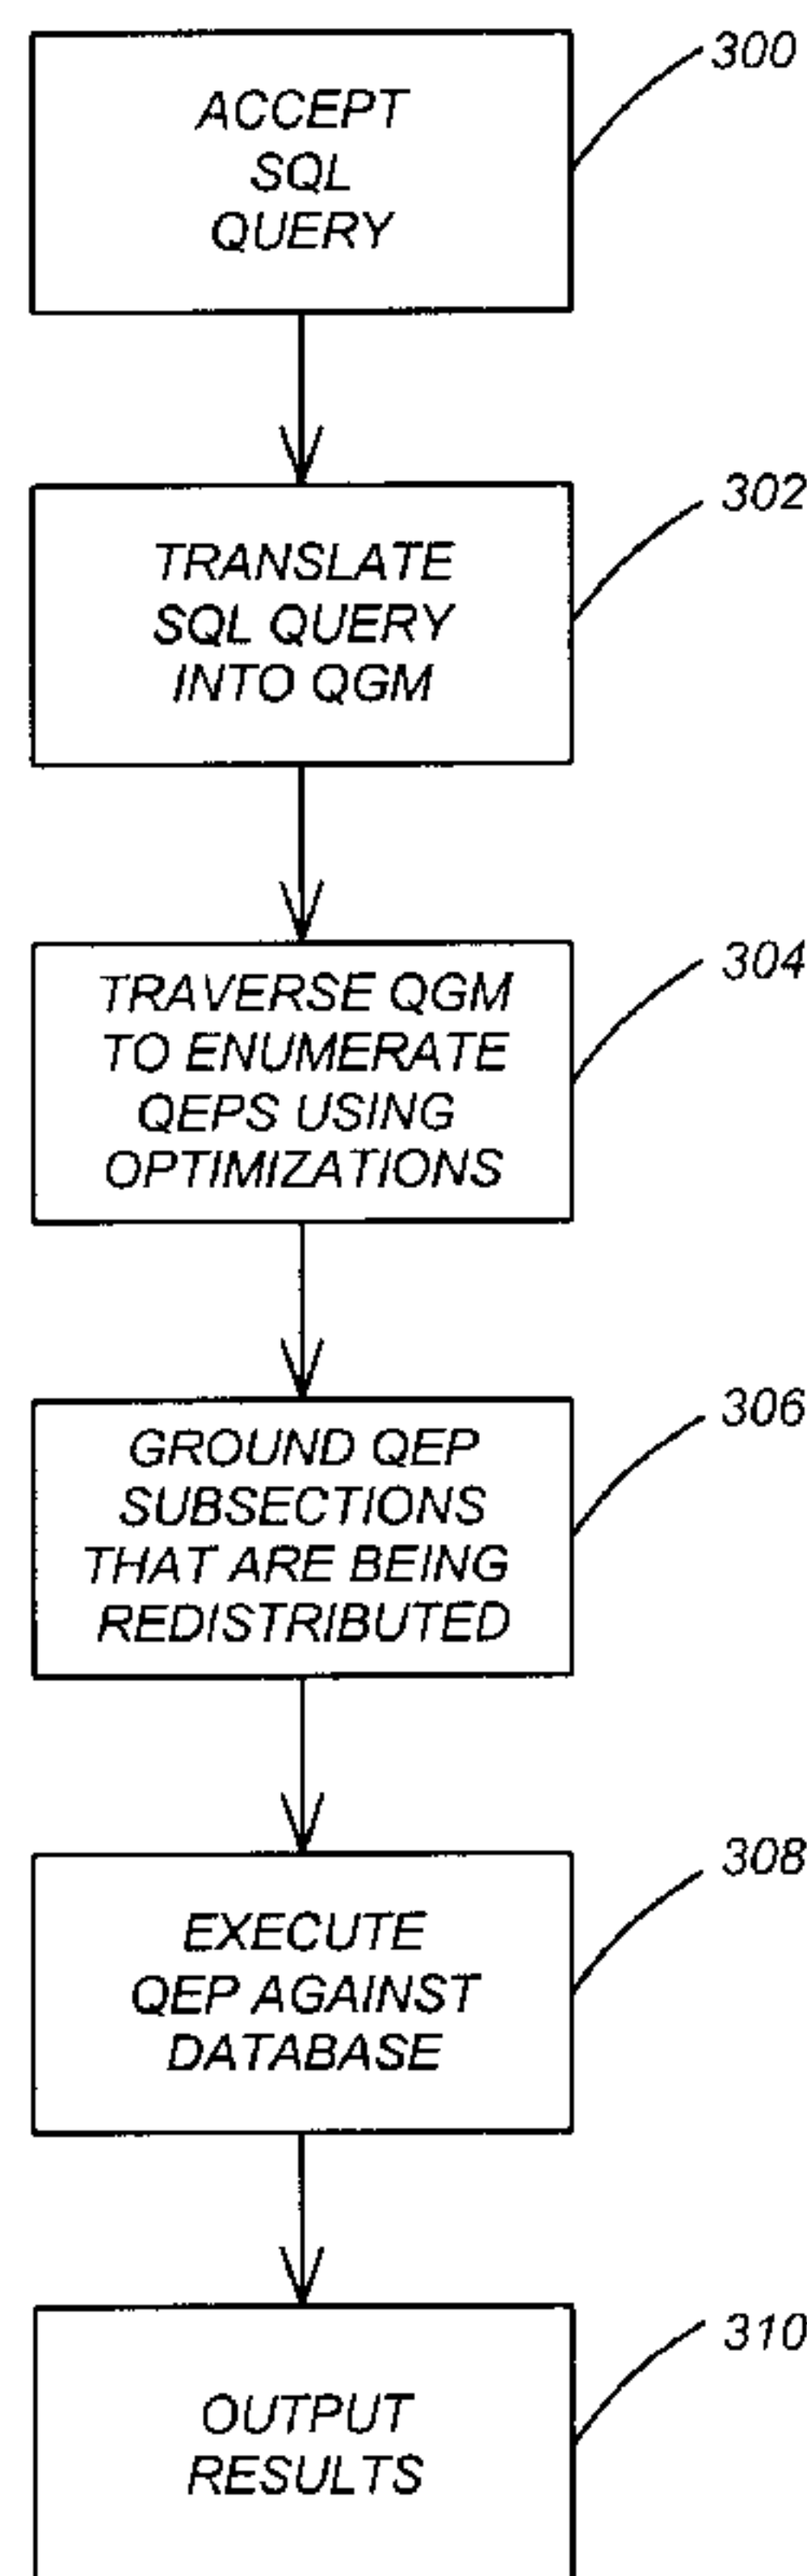 300
ACCEPT
SQL
QUERY
302
TRANSLATE
SQL QUERY
INTO QGM
304
TRAVERSE QGM
TO ENUMERATE
QEPS USING
OPTIMIZATIONS
306
GROUND QEP
SUBSECTIONS
THAT ARE BEING
REDISTRIBUTED
308
EXECUTE
QEP AGAINST
DATABASE
310
OUTPUT
RESULTS